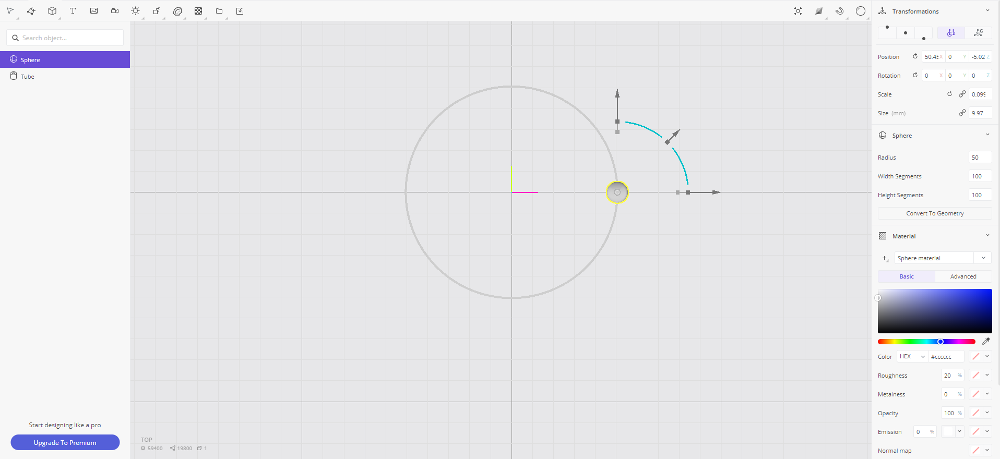 T
Transformations
Search object...
L
G
Sphere
Position
50.45 X
0 Y
-5.02 Z
Tube
Rotation
0 X
0 Y
0 Z
Scale
0.099
Size (mm)
9.97
Sphere
Radius
50
Width Segments
100
Height Segments
100
Convert To Geometry
Material
+
Sphere material
Basic
Advanced
Color
HEX
#cccccc
Roughness
20 %
Metalness
0 %
Opacity
100 %
Emission
0 %
Normal map
Start designing like a pro
Upgrade To Premium
TOP
59400
19800
1